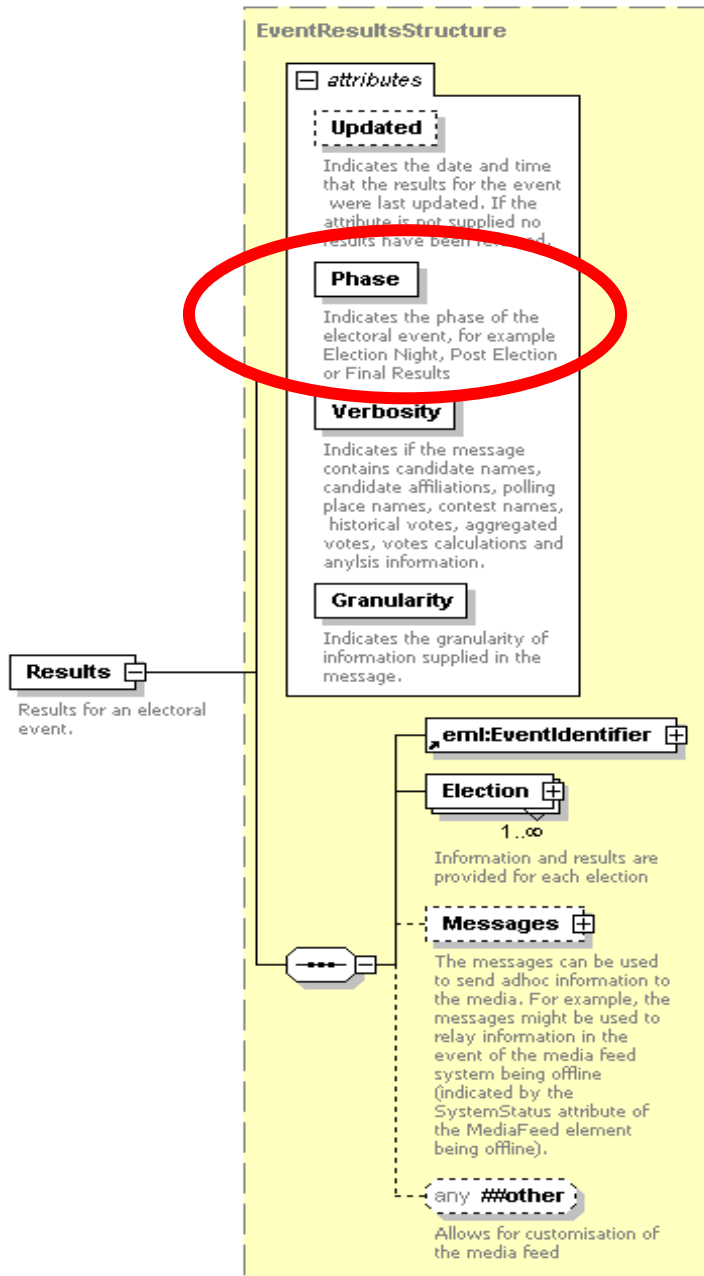 EventResultsStructure
attributes
Updated
Indicates the date and time
that the results for the event
were last updated. If the
attribute is not supplied no
results have been
Phase
Indicates the phase of the
electoral event, for example
Election Night, Post Election
or Final Results
Verbosity
Indicates if the message
contains candidate names,
candidate affiliations, polling
place names, contest names,
historical votes, aggregated
votes, votes calculations and
anylsis information.
Granularity
Indicates the granularity of
information supplied in the
message.
Results
Results for an electoral
event.
eml:EventIdentifier
Election
1..∞
Information and results are
provided for each election
Messages
The messages can be used
to send adhoc information to
the media. For example, the
messages might be used to
relay information in the
event of the media feed
system being offline
(indicated by the
SystemStatus attribute of
the MediaFeed element
being offline).
any ##other
Allows for customisation of
the media feed